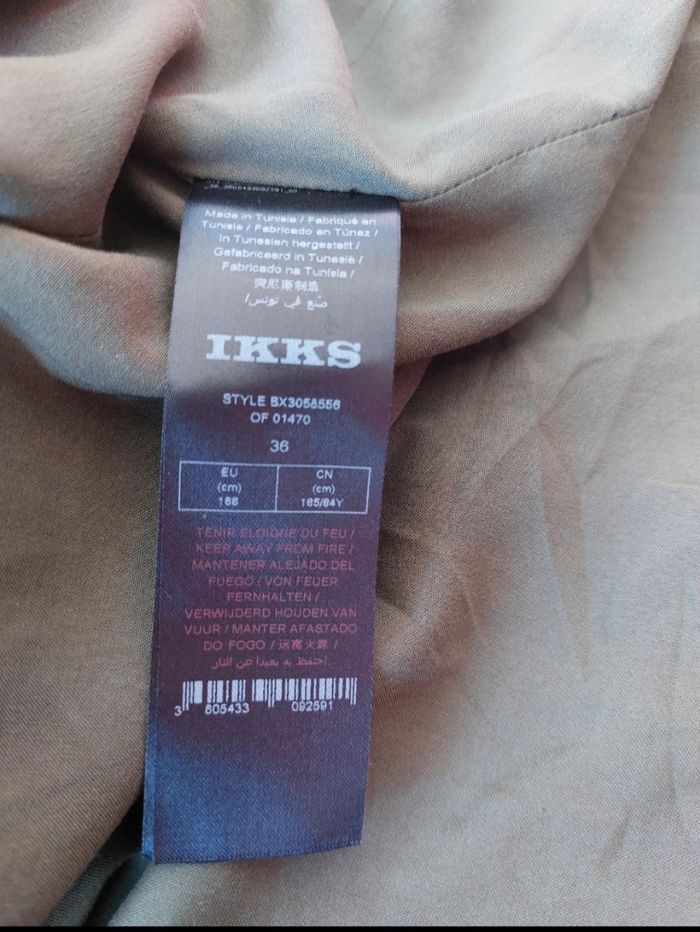 Made in Tunisia / Fabriqué en
Tunisie / Fabricado en Túnez /
In Tunesien hergestellt /
Gefabriceerd in Tunesië /
Fabricado na Tunísia /
突尼斯制造
صنع في تونس /
IKKS
STYLE BX3058556
OF 01470
36
EU
(cm)
166
CN
(cm)
165/84Y
TENIR ELOIGNE DU FEU /
KEEP AWAY FROM FIRE /
MANTENER ALEJADO DEL
FUEGO / VON FEUER
FERNHALTEN /
VERWIJDERD HOUDEN VAN
VUUR / MANTER AFASTADO
DO FOGO / 远离火源 /
احتفظ به بعيدا عن النار.
3 605433 092591